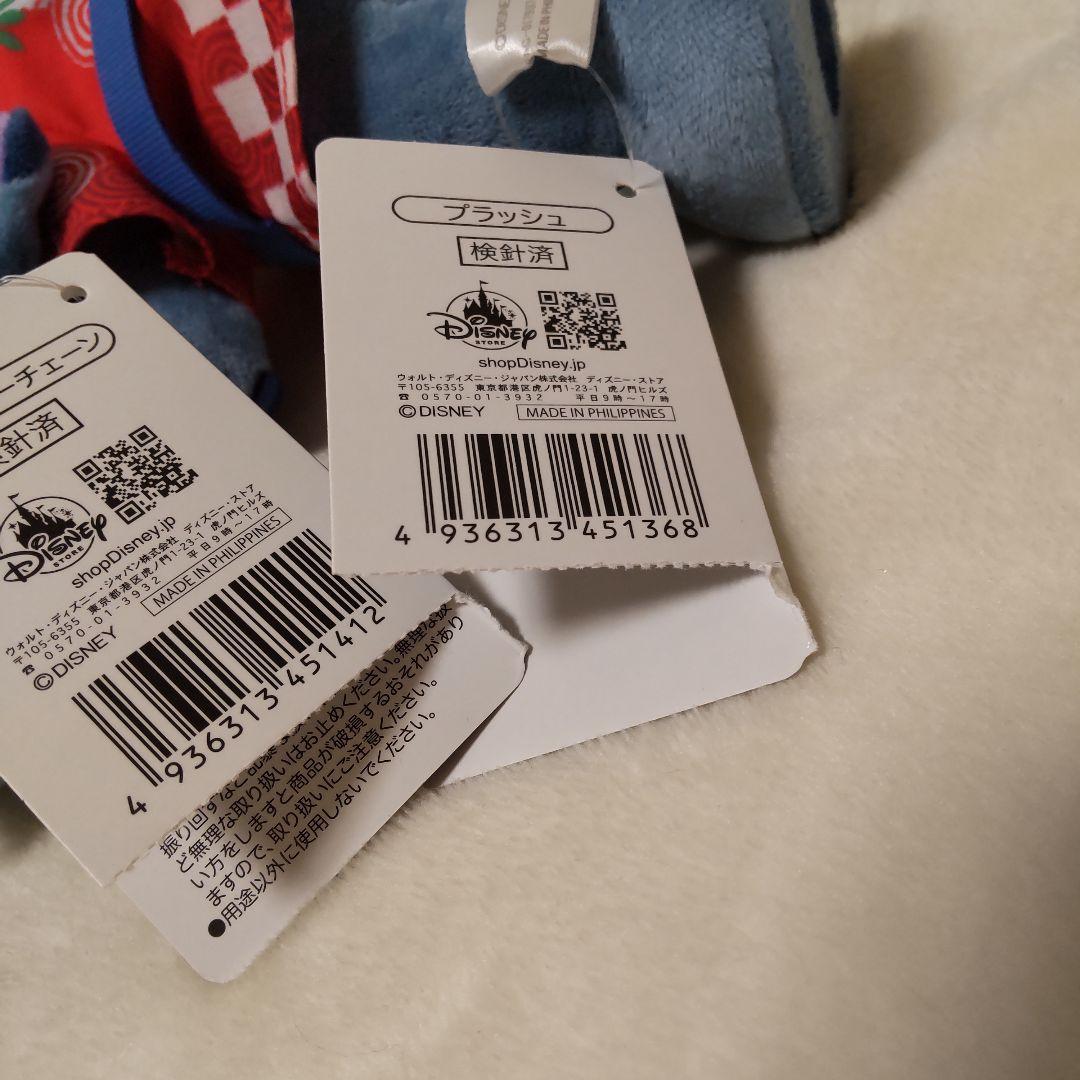 MADE IN PHIL
プラッシュ
検針済
Disney
STORE
shopDisney.jp
ウォルト・ディズニー・ジャパン株式会社 ディズニー・ストア
〒105-6355 東京都港区虎ノ門1-23-1 虎ノ門ヒルズ
☎ 0570-01-3932 平日9時～17時
©DISNEY MADE IN PHILIPPINES
4 936313 451368
ーチェーン
検針済
Disney
STORE
shopDisney.jp
ウォルト・ディズニー・ジャパン株式会社 ディズニー・ストア
〒105-6355 東京都港区虎ノ門1-23-1 虎ノ門ヒルズ
☎ 0570-01-3932 平日9時～17時
©DISNEY MADE IN PHILIPPINES
4 936313 451412
振り回すなど
ど無理な取り扱いはお止めください。無理な扱
い方をしますと商品が破損するおそれがあり
ますので、取り扱いにご注意ください。
●用途以外に使用しないでください。